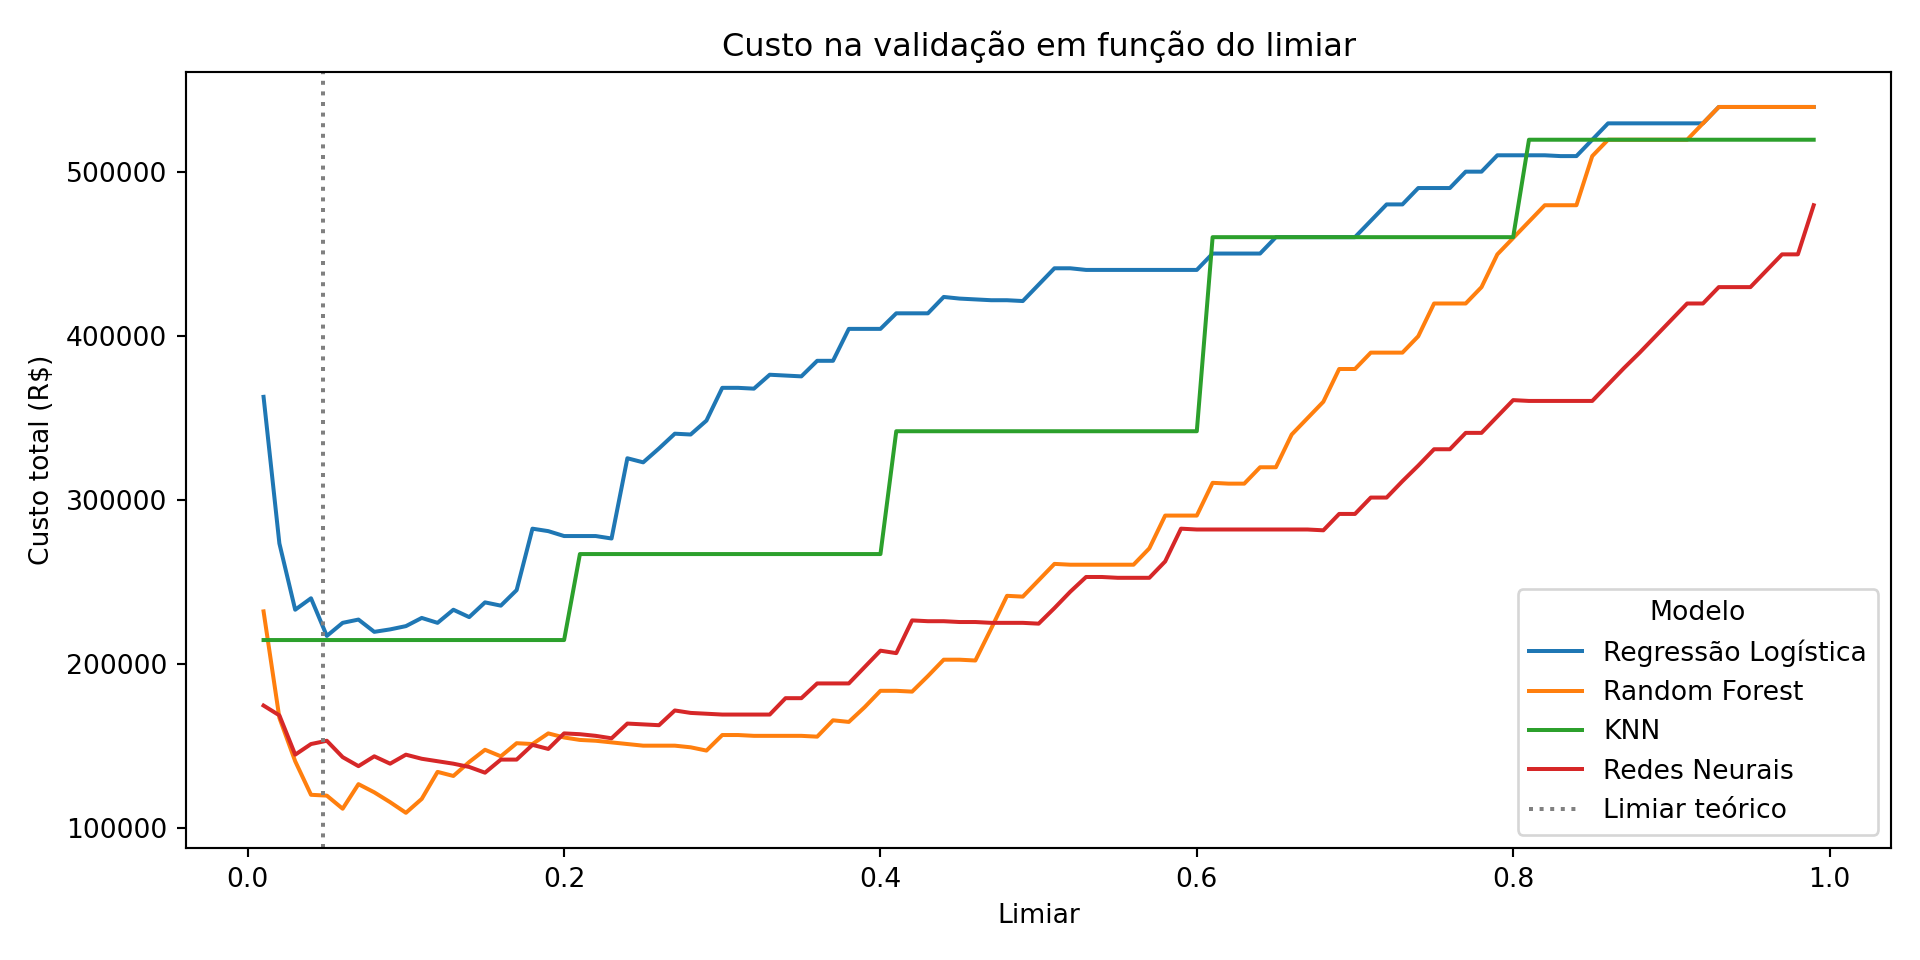 Custo na validação em função do limiar
Custo total (R$)
500000
400000
300000
200000
100000
0.0
0.2
0.4
0.6
0.8
1.0
Limiar
Modelo
Regressão Logística
Random Forest
KNN
Redes Neurais
Limiar teórico